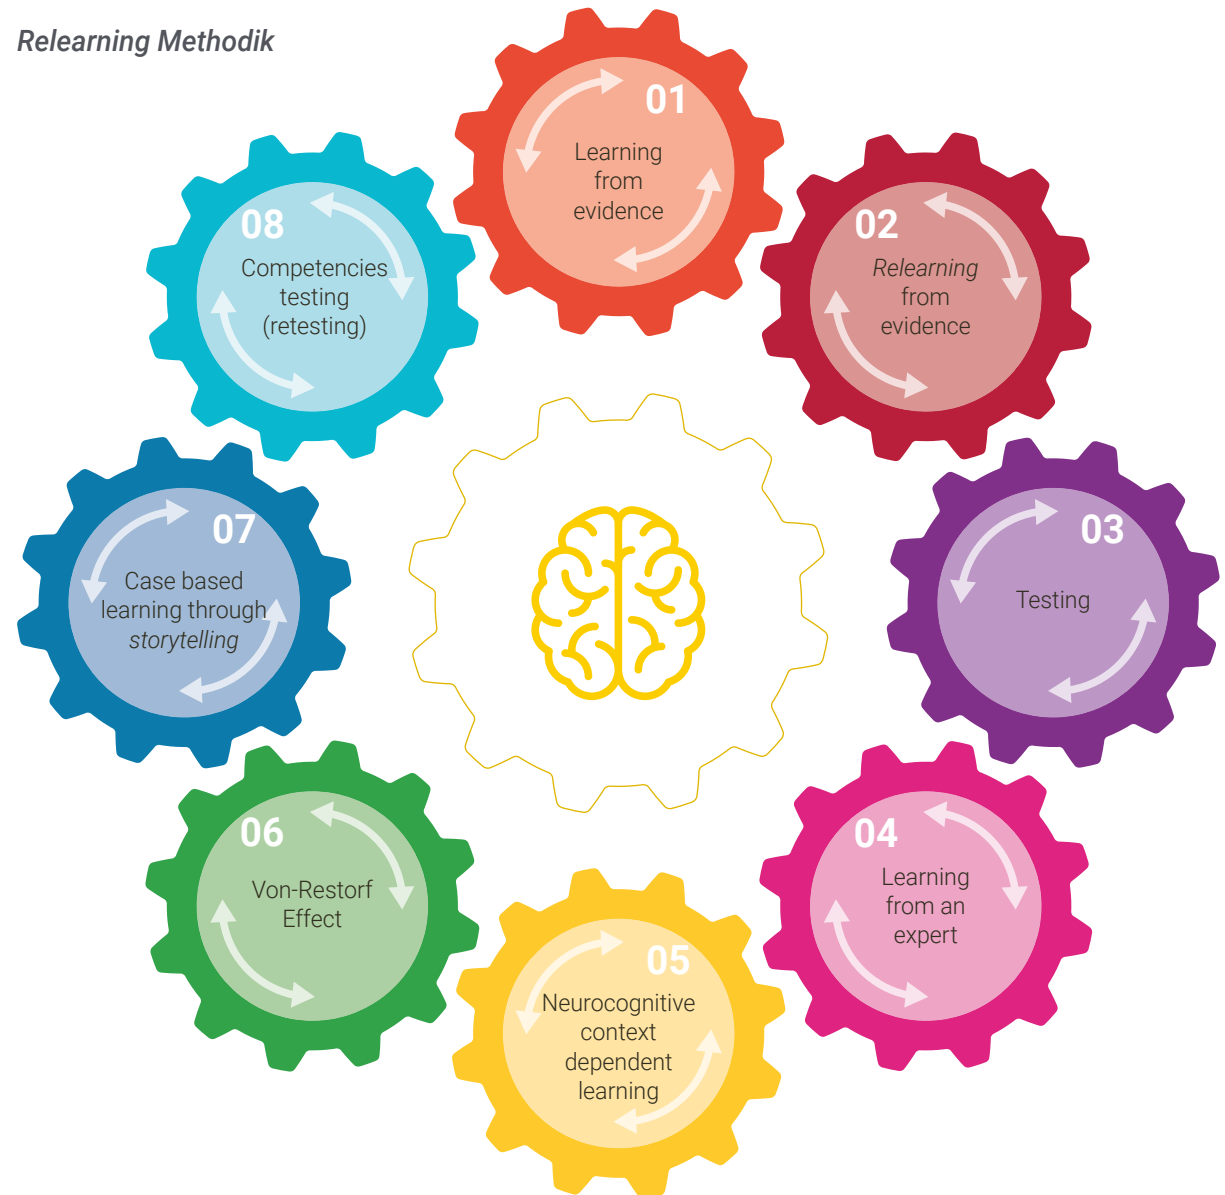 Relearning Methodik
01
Learning
from
evidence
02
Relearning
from
evidence
03
Testing
04
Learning
from an
expert
05
Neurocognitive
context
dependent
learning
06
Von-Restorf
Effect
07
Case based
learning through
storytelling
08
Competencies
testing
(retesting)